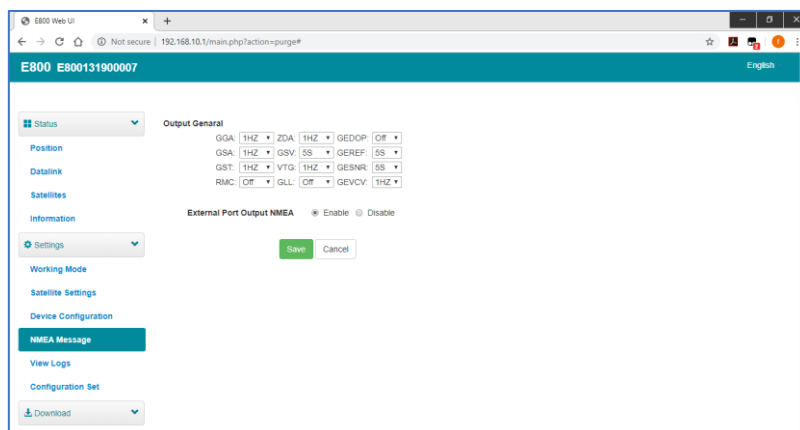 E800 Web UI
Not secure 192.168.10.1/main.php?action=purge#
E800 E800131900007
English
Status
Position
Datalink
Satellites
Information
Settings
Working Mode
Satellite Settings
Device Configuration
NMEA Message
View Logs
Configuration Set
Download
Output Genaral
GGA: 1HZ ZDA: 1HZ GEDOP: Off
GSA: 1HZ GSV: 5S GEREF: 5S
GST: 1HZ VTG: 1HZ GESNR: 5S
RMC: Off GLL: Off GEVCV: 1HZ
External Port Output NMEA Enable Disable
Save Cancel